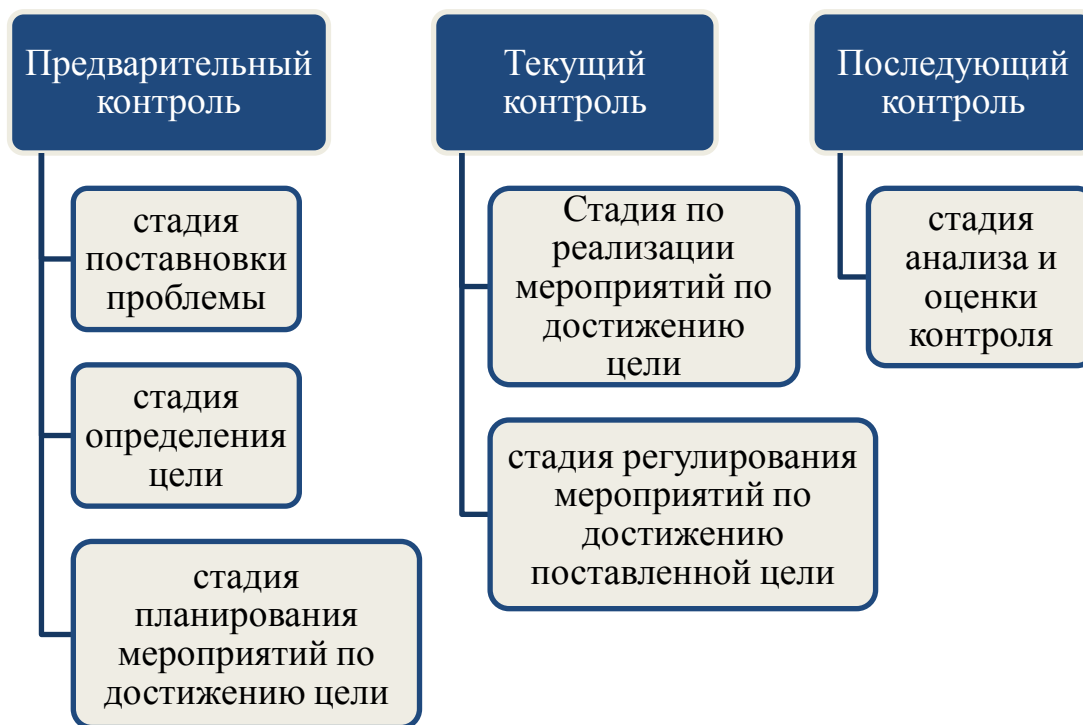 Предварительный
контроль
стадия
поставновки
проблемы
стадия
определения
цели
стадия
планирования
мероприятий по
достижению цели
Текущий
контроль
Стадия по
реализации
мероприятий по
достижению
цели
стадия регулирования
мероприятий по
достижению
поставленной цели
Последующий
контроль
стадия
анализа и
оценки
контроля